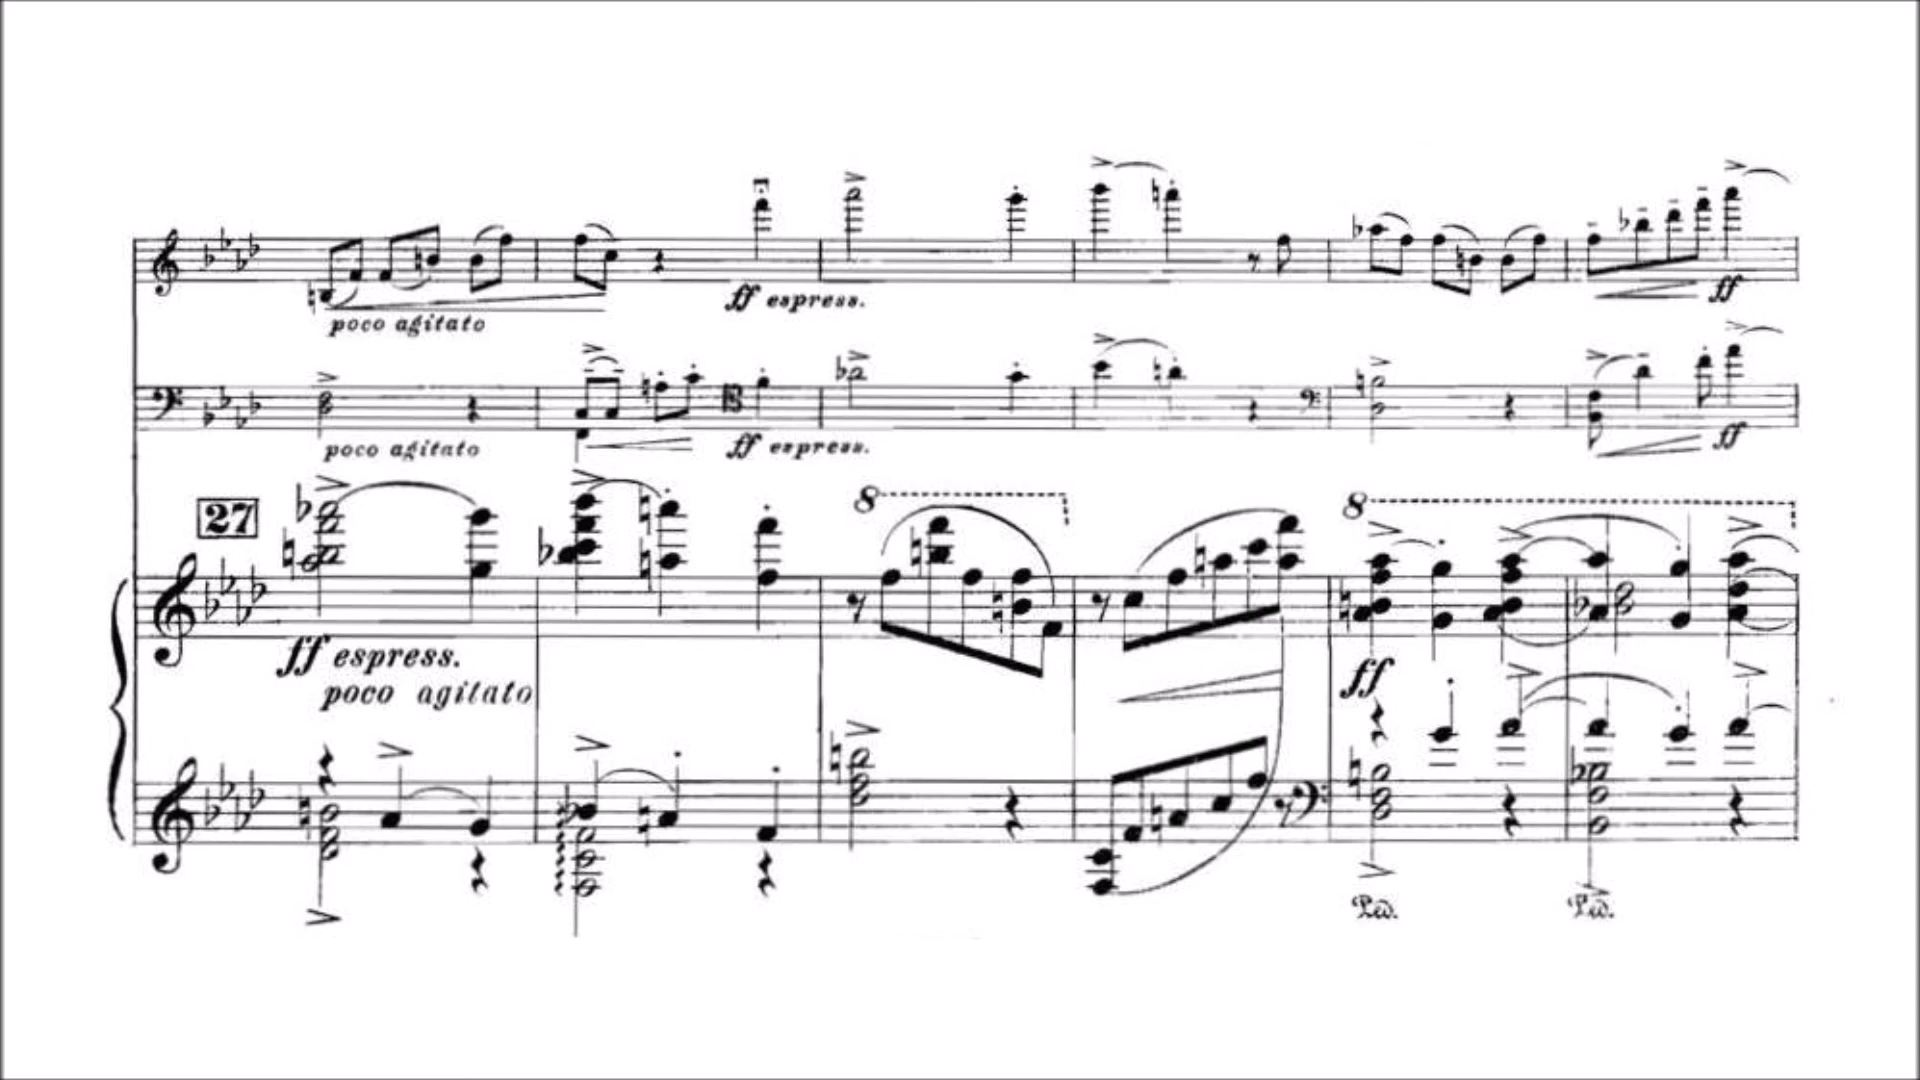 ff espress.
ff
poco agitato
ff espress.
ff
poco agitato
8
8
27
ff espress.
ff
poco agitato
Ped.
Ped.